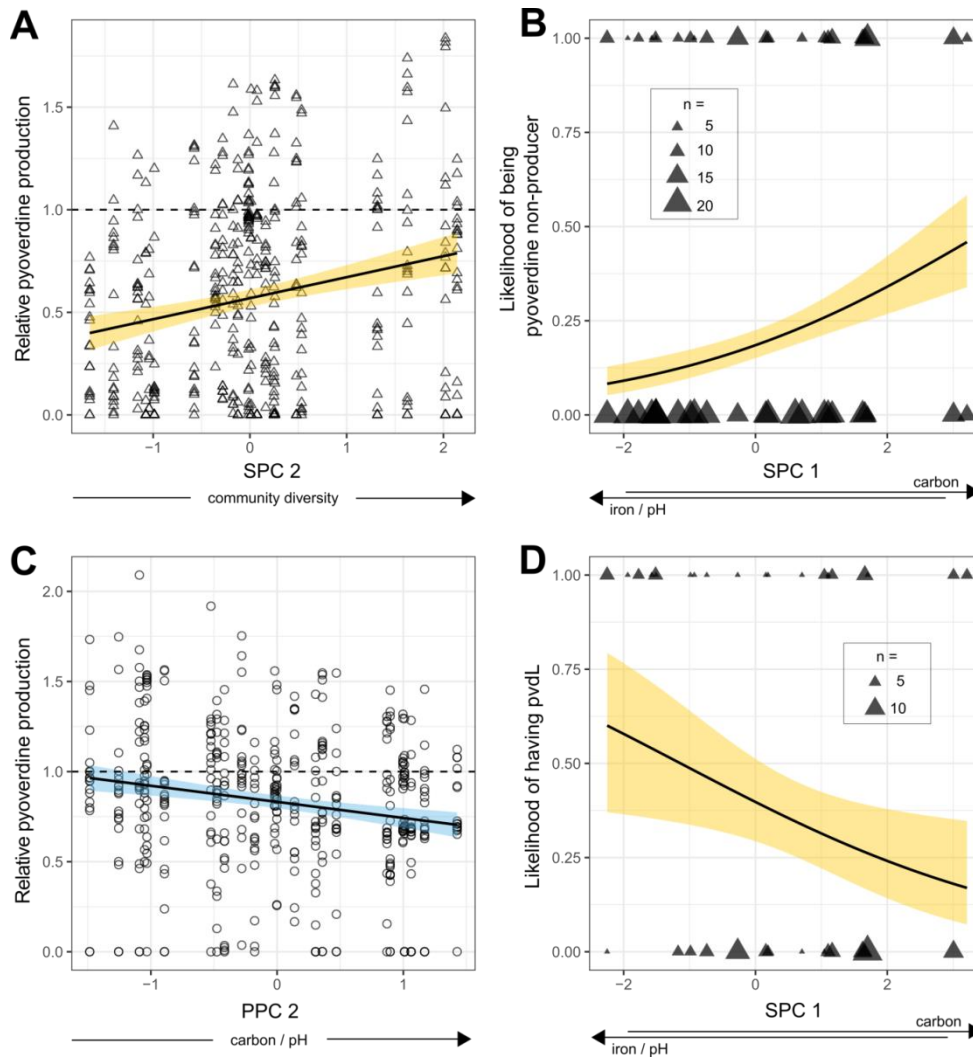 A
Relative pyoverdine production
1.5
1.0
0.5
0.0
−1
0
1
2
SPC 2
community diversity
B
Likelihood of being
pyoverdine non-producer
1.00
0.75
0.50
0.25
0.00
n =
5
10
15
20
−2
0
2
SPC 1
carbon
iron / pH
C
Relative pyoverdine production
2.0
1.5
1.0
0.5
0.0
−1
0
1
PPC 2
carbon / pH
D
Likelihood of having pvdL
1.00
0.75
0.50
0.25
0.00
n =
5
10
−2
0
2
SPC 1
carbon
iron / pH